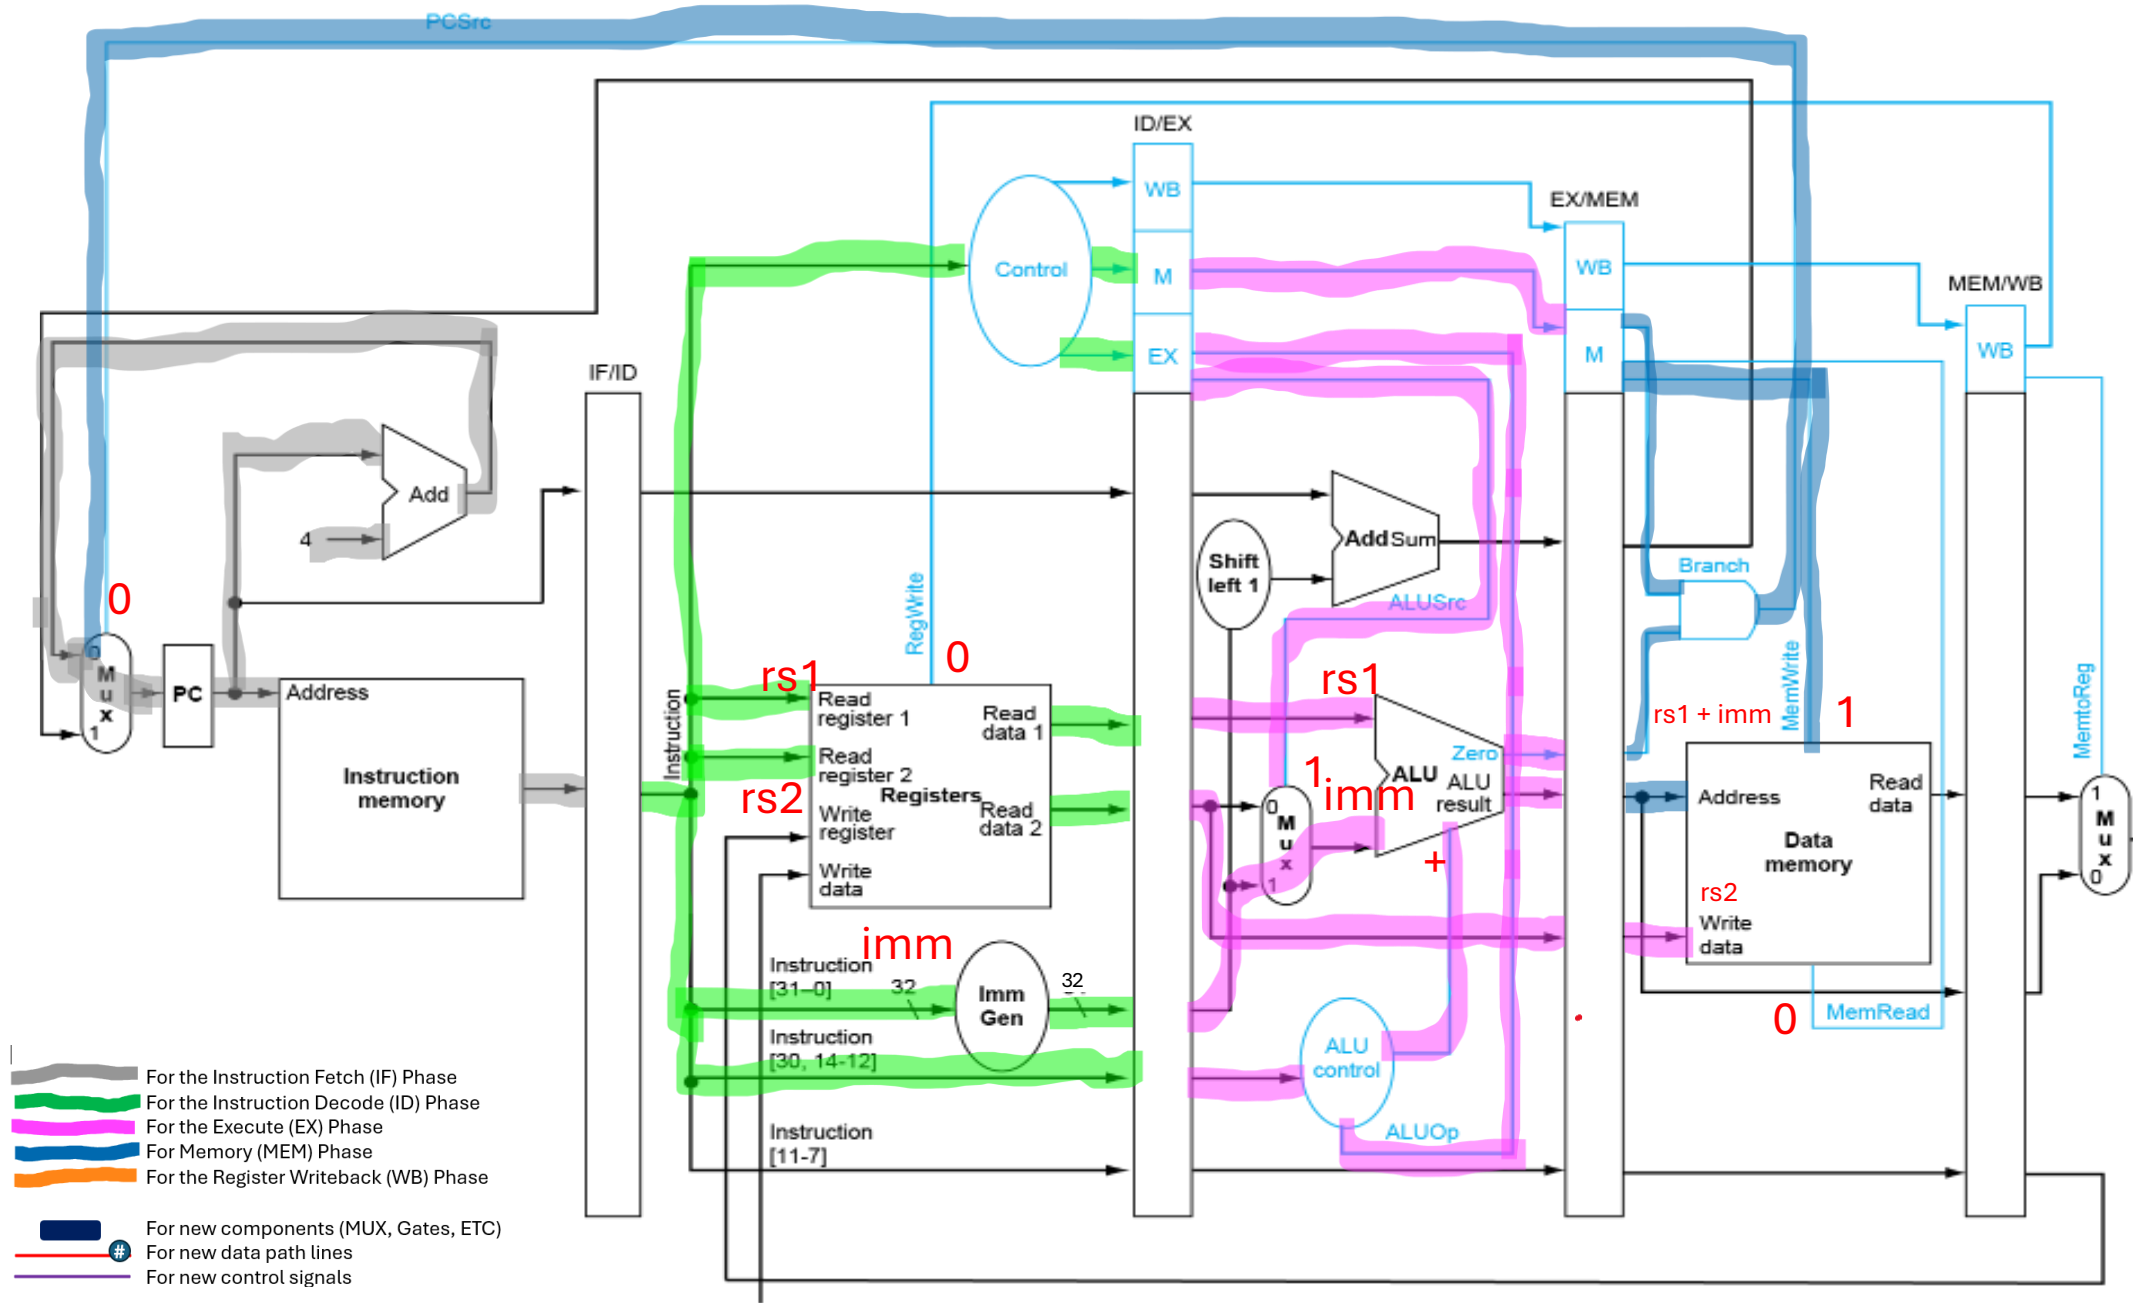 PCSrc
ID/EX
WB
EX/MEM
Control
M
WB
MEM/WB
EX
M
WB
IF/ID
Add
4
Add Sum
Shift
left 1
Branch
ALUSrc
0
RegWrite
0
M
u
x
1
PC
Address
Instruction
memory
Instruction
rs1
Read
register 1
Read
data 1
Read
register 2
rs2
Registers
Write
register
Read
data 2
Write
data
0
rs1
Zero
ALU
ALU
result
1
imm
0
M
u
x
1
+
rs1 + imm
MemWrite
1
Address
Read
data
Data
memory
rs2
Write
data
MemtoReg
1
M
u
x
0
imm
Instruction
[31–0]
32
Imm
Gen
32
Instruction
[30, 14-12]
ALU
control
0
MemRead
Instruction
[11-7]
ALUOp
For the Instruction Fetch (IF) Phase
For the Instruction Decode (ID) Phase
For the Execute (EX) Phase
For Memory (MEM) Phase
For the Register Writeback (WB) Phase
For new components (MUX, Gates, ETC)
# For new data path lines
For new control signals